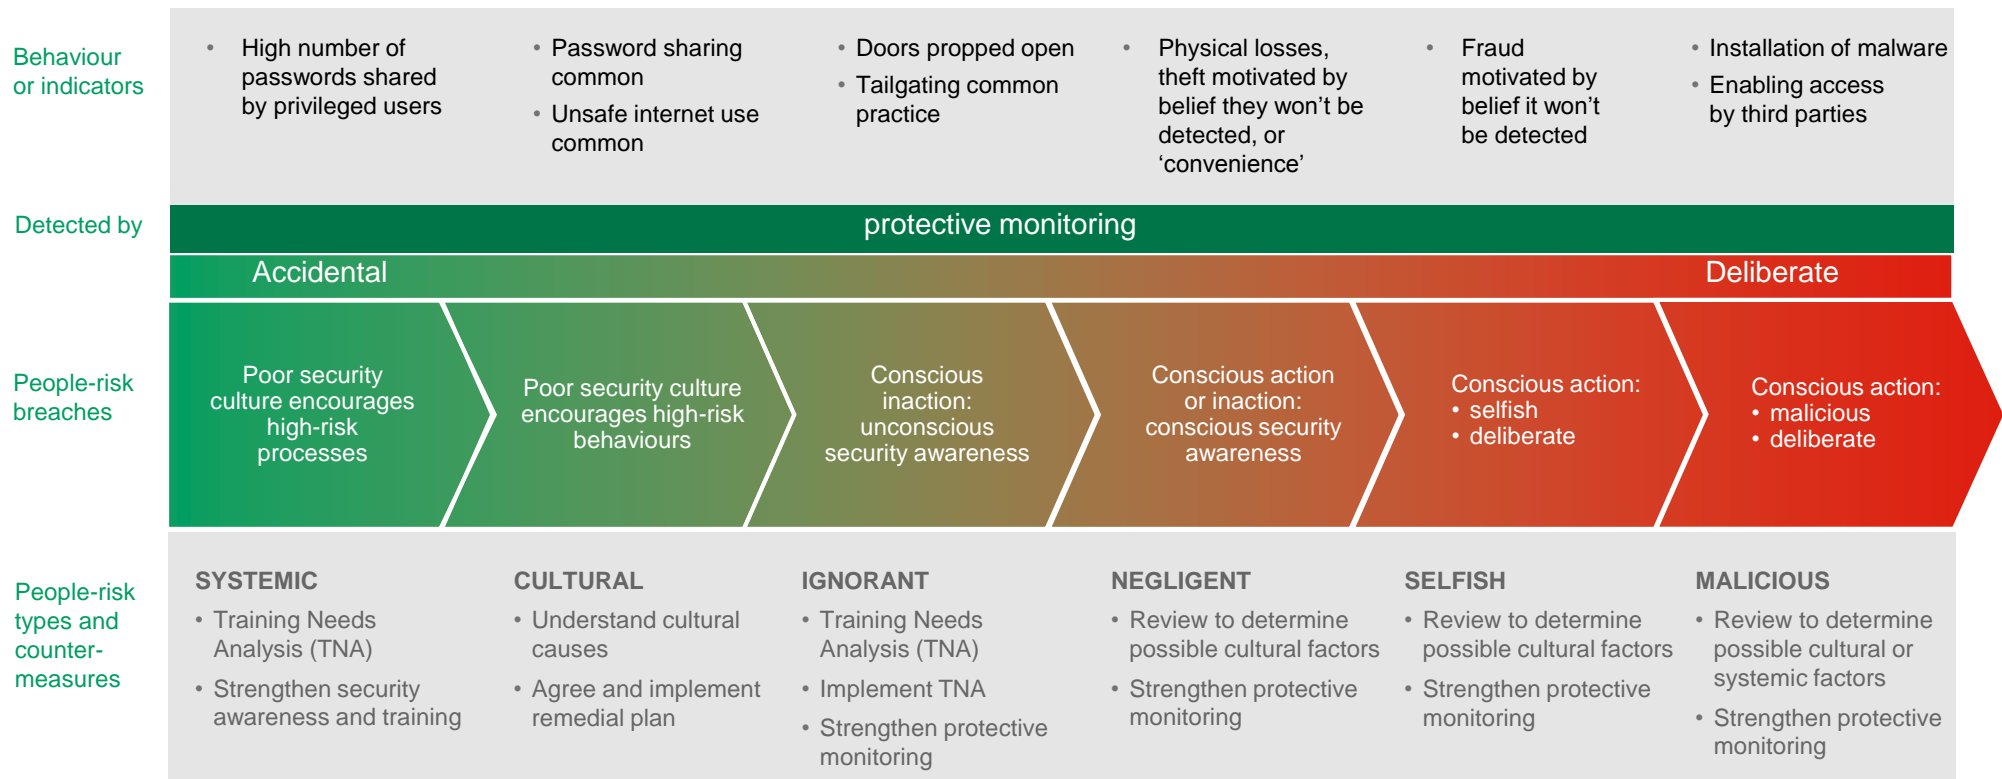 Behaviour
or indicators
• High number of
passwords shared
by privileged users
• Password sharing
common
• Unsafe internet use
common
• Doors propped open
• Tailgating common
practice
• Physical losses,
theft motivated by
belief they won’t be
detected, or
‘convenience’
• Fraud
motivated by
belief it won’t
be detected
• Installation of malware
• Enabling access
by third parties
Detected by
protective monitoring
Accidental
Deliberate
People-risk
breaches
Poor security
culture encourages
high-risk
processes
Poor security culture
encourages high-risk
behaviours
Conscious
inaction:
unconscious
security awareness
Conscious action
or inaction:
conscious security
awareness
Conscious action:
• selfish
• deliberate
Conscious action:
• malicious
• deliberate
People-risk
types and
counter-
measures
SYSTEMIC
• Training Needs
Analysis (TNA)
• Strengthen security
awareness and training
CULTURAL
• Understand cultural
causes
• Agree and implement
remedial plan
IGNORANT
• Training Needs
Analysis (TNA)
• Implement TNA
• Strengthen protective
monitoring
NEGLIGENT
• Review to determine
possible cultural factors
• Strengthen protective
monitoring
SELFISH
• Review to determine
possible cultural factors
• Strengthen protective
monitoring
MALICIOUS
• Review to determine
possible cultural or
systemic factors
• Strengthen protective
monitoring